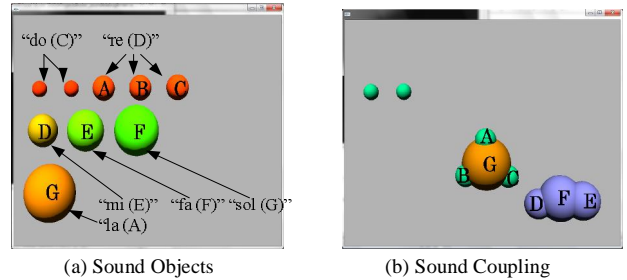 “do (C)” “re (D)”
A B C
D E F
G
“mi (E)” “fa (F)” “sol (G)”
“la (A)
A
G
B C
D F E
(a) Sound Objects (b) Sound Coupling